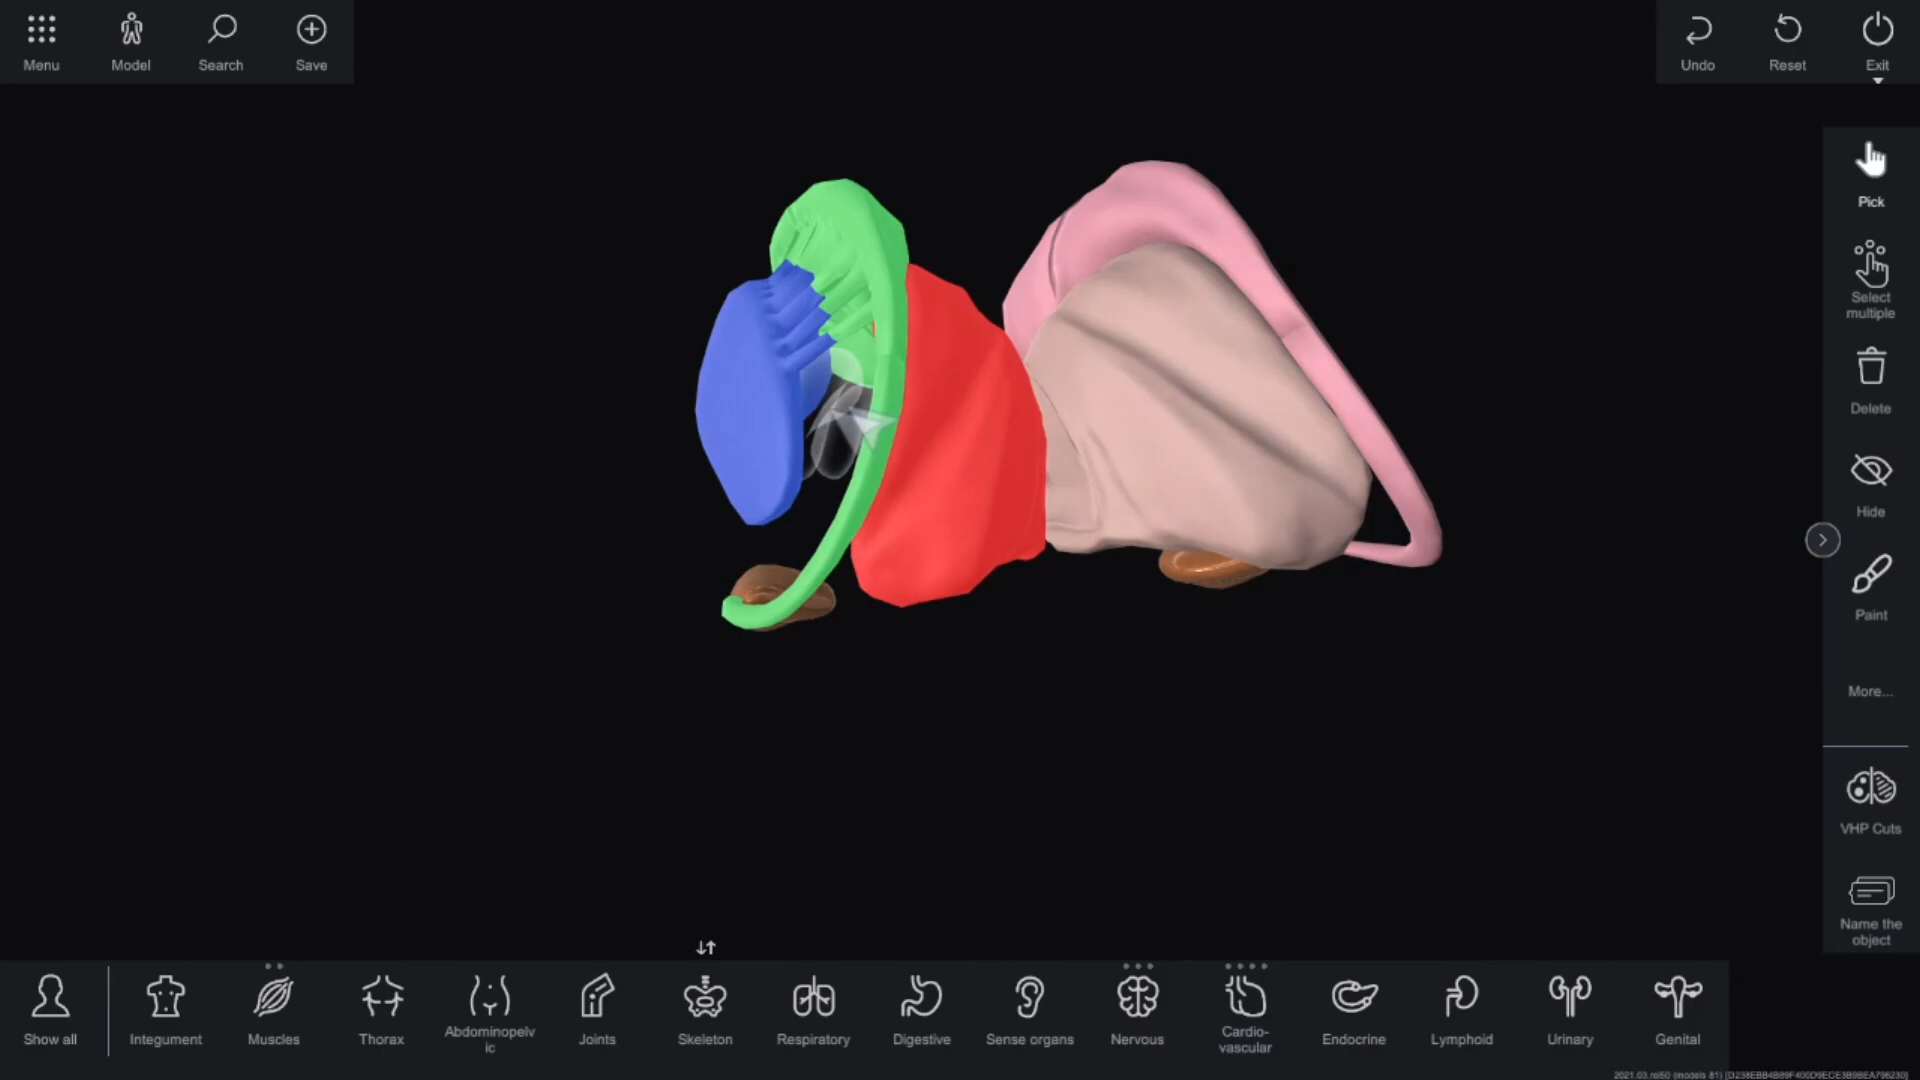 Menu
Model
Search
Save
Undo
Reset
Exit
Pick
Select
multiple
Delete
Hide
Paint
More...
VHP Cuts
Name the
object
Show all
Integument
Muscles
Thorax
Abdominopelv
ic
Joints
Skeleton
Respiratory
Digestive
Sense organs
Nervous
Cardio-
vascular
Endocrine
Lymphoid
Urinary
Genital